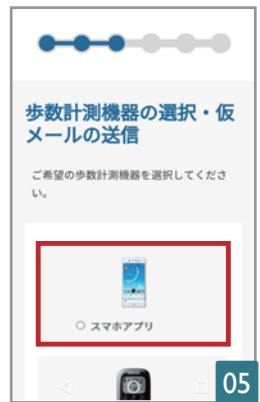 歩数計測機器の選択・仮
メールの送信
ご希望の歩数計測機器を選択してくださ
い。
スマホアプリ
05